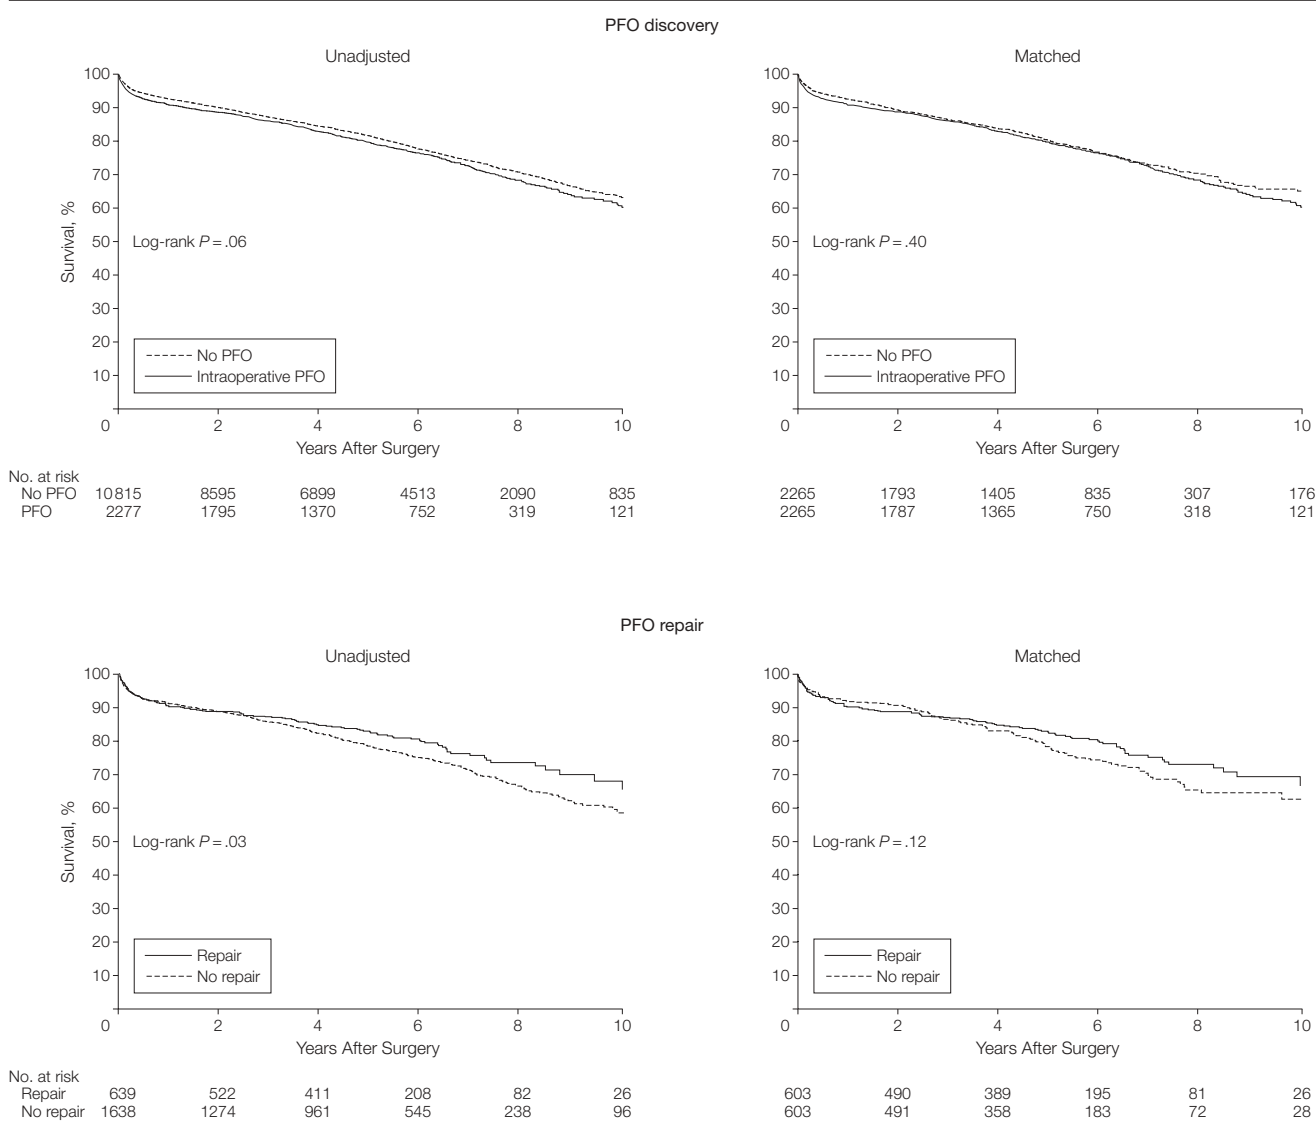 PFO discovery
Unadjusted
100
90
80
70
60
50
40
30
20
10
0
Survival, %
Log-rank P = .06
No PFO
Intraoperative PFO
2 4 6 8 10
Years After Surgery
No. at risk
No PFO 10815 8595 6899 4513 2090 835
PFO 2277 1795 1370 752 319 121
Matched
100
90
80
70
60
50
40
30
20
10
0
Log-rank P = .40
No PFO
Intraoperative PFO
2 4 6 8 10
Years After Surgery
2265 1793 1405 835 307 176
2265 1787 1365 750 318 121
PFO repair
Unadjusted
100
90
80
70
60
50
40
30
20
10
0
Survival, %
Log-rank P = .03
Repair
No repair
2 4 6 8 10
Years After Surgery
No. at risk
Repair 639 522 411 208 82 26
No repair 1638 1274 961 545 238 96
Matched
100
90
80
70
60
50
40
30
20
10
0
Log-rank P = .12
Repair
No repair
2 4 6 8 10
Years After Surgery
603 490 389 195 81 26
603 491 358 183 72 28